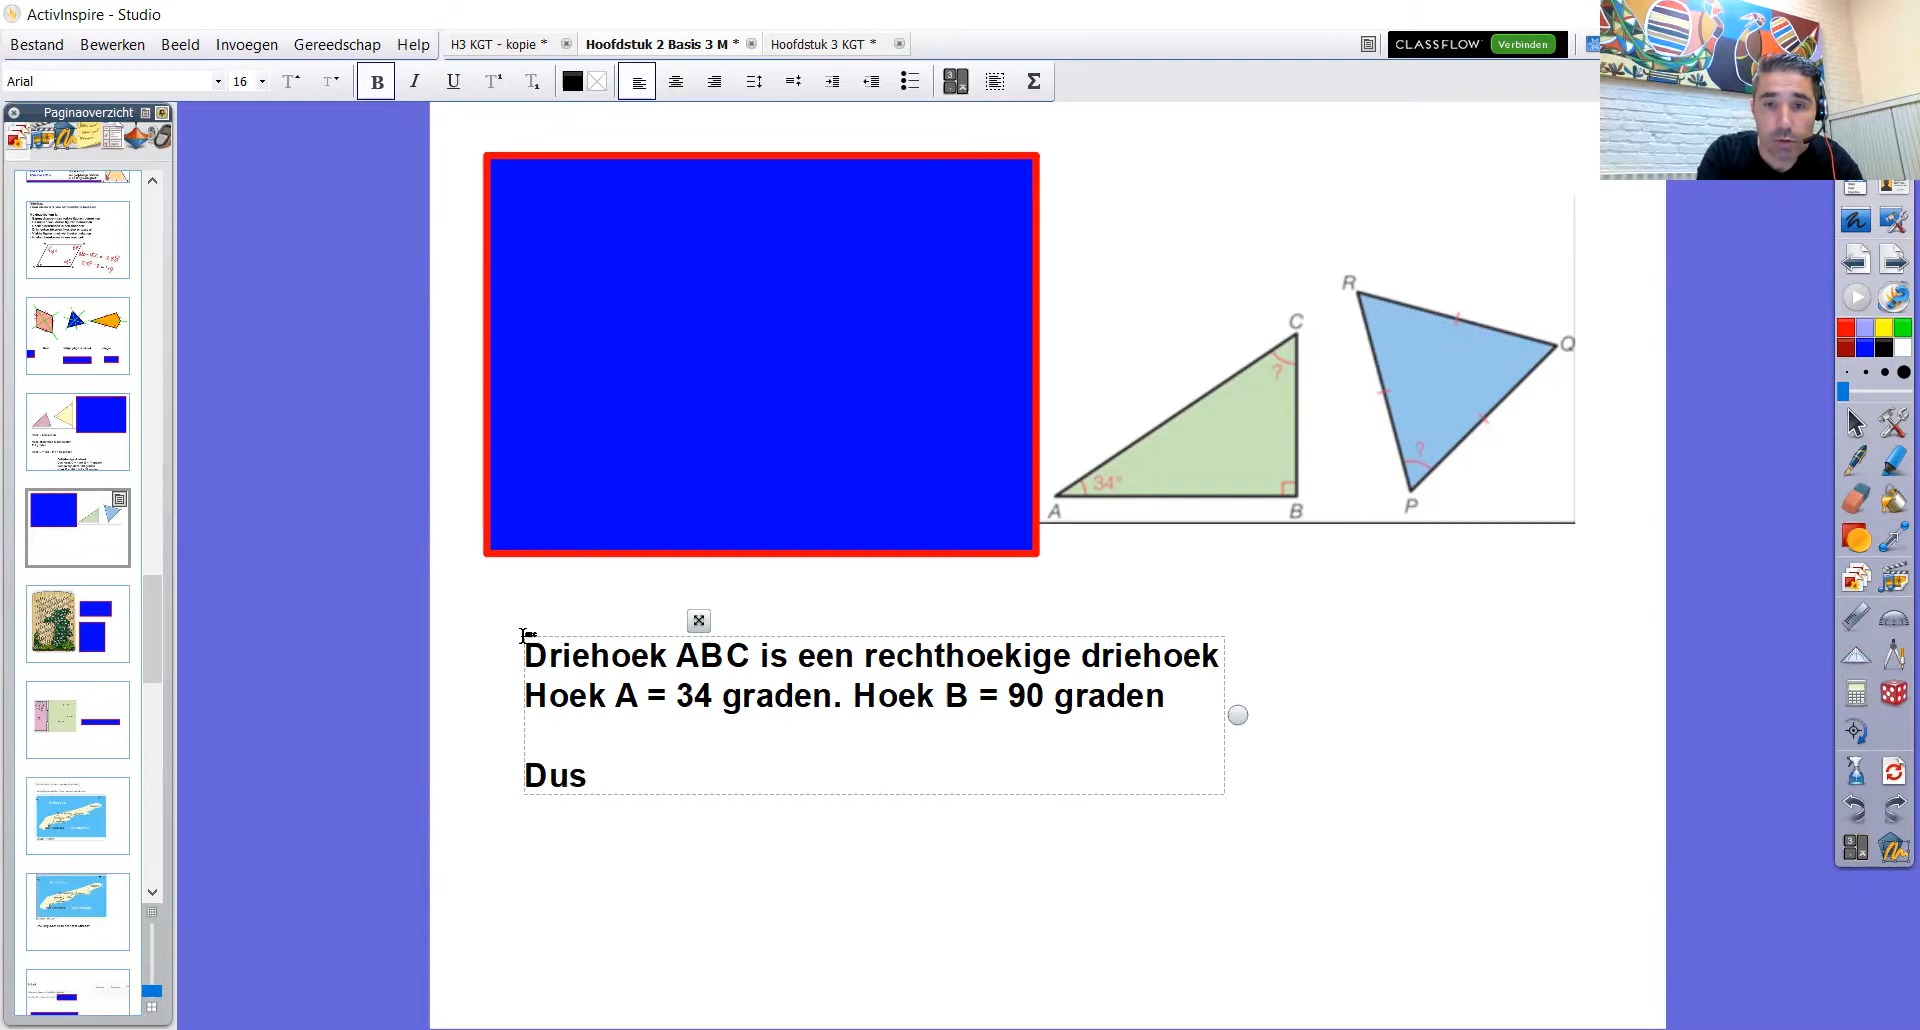 ActivInspire - Studio
Bestand Bewerken Beeld Invoegen Gereedschap Help
H3 KGT - kopie * Hoofdstuk 2 Basis 3 M * Hoofdstuk 3 KGT *
CLASSFLOW Verbinden
Arial 16
Paginaoverzicht
R
C
Q
?
?
34°
A
B
P
Driehoek ABC is een rechthoekige driehoek
Hoek A = 34 graden. Hoek B = 90 graden
Dus